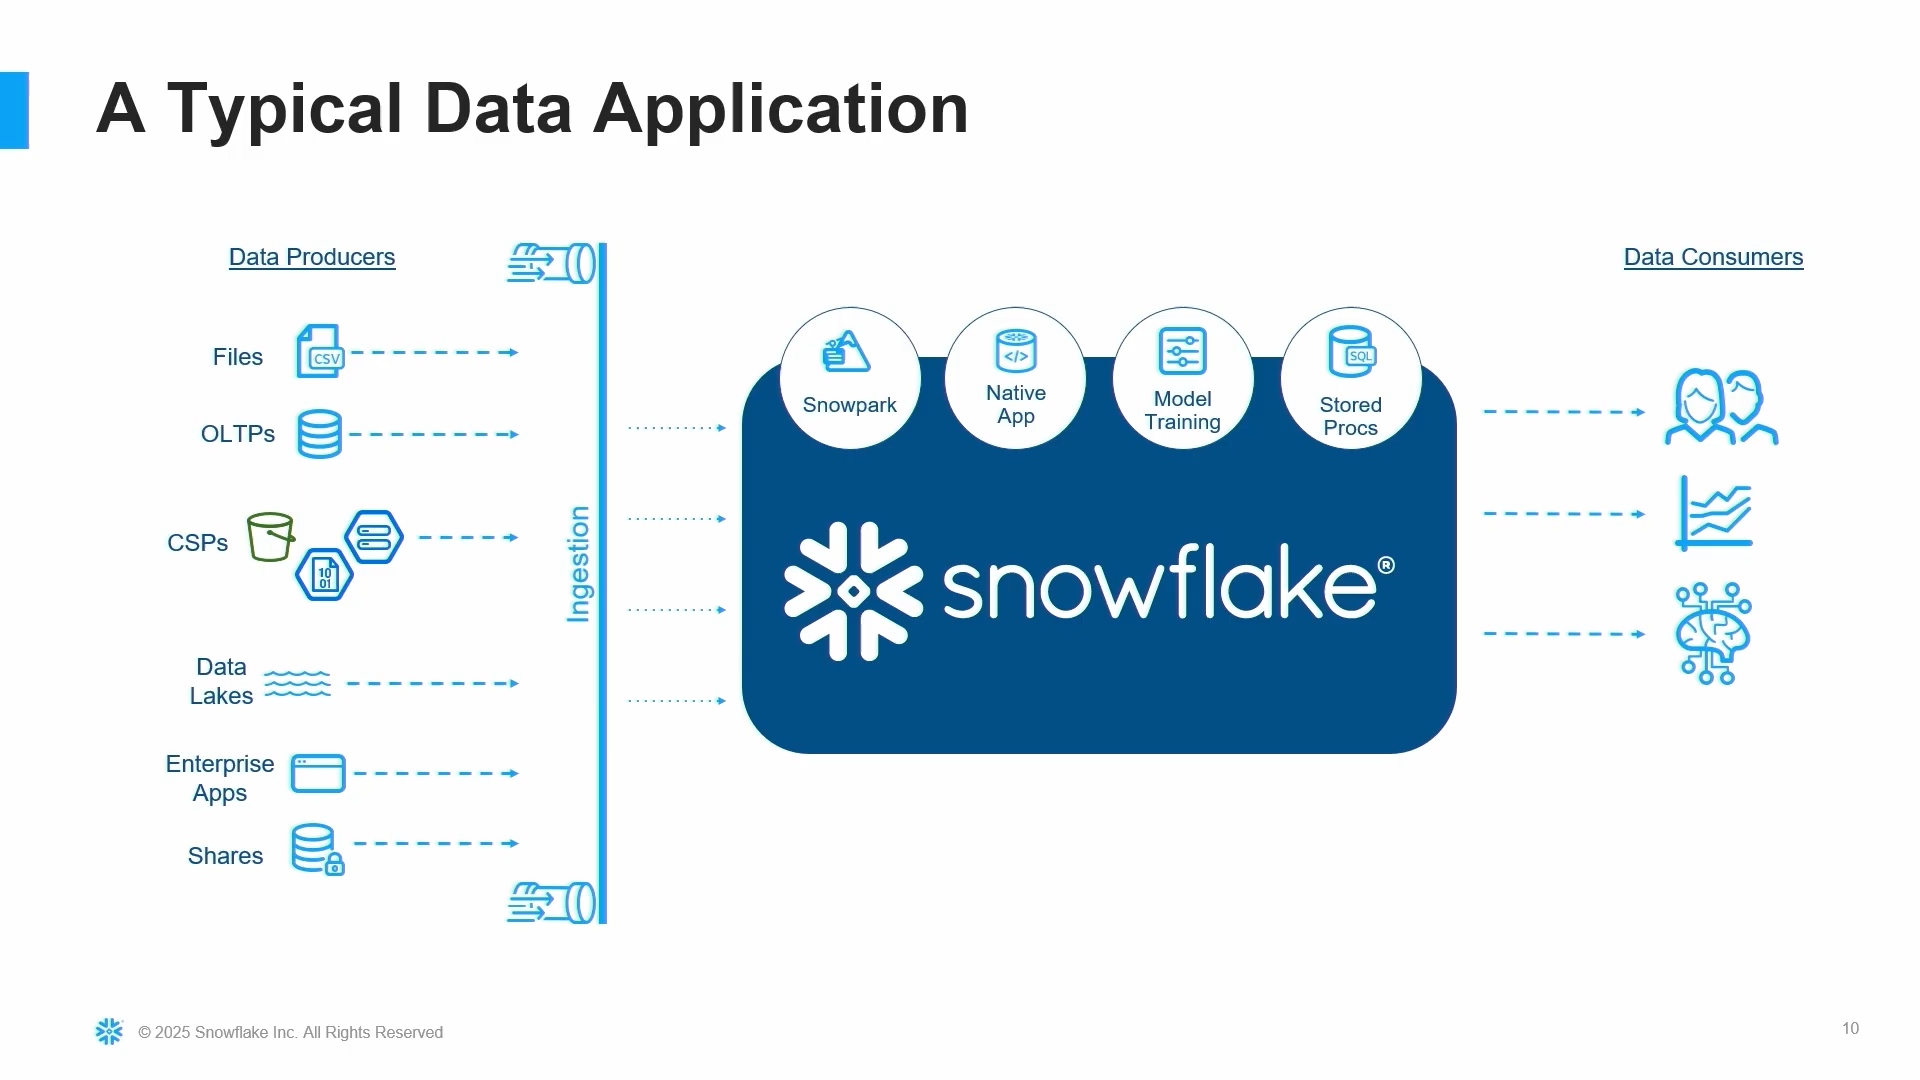 A Typical Data Application
Data Producers
Files
CSV
OLTPs
CSPs
10
01
Data
Lakes
Enterprise
Apps
Shares
Ingestion
Snowpark
</>
Native
App
Model
Training
SQL
Stored
Procs
snowflake®
Data Consumers
© 2025 Snowflake Inc. All Rights Reserved
10